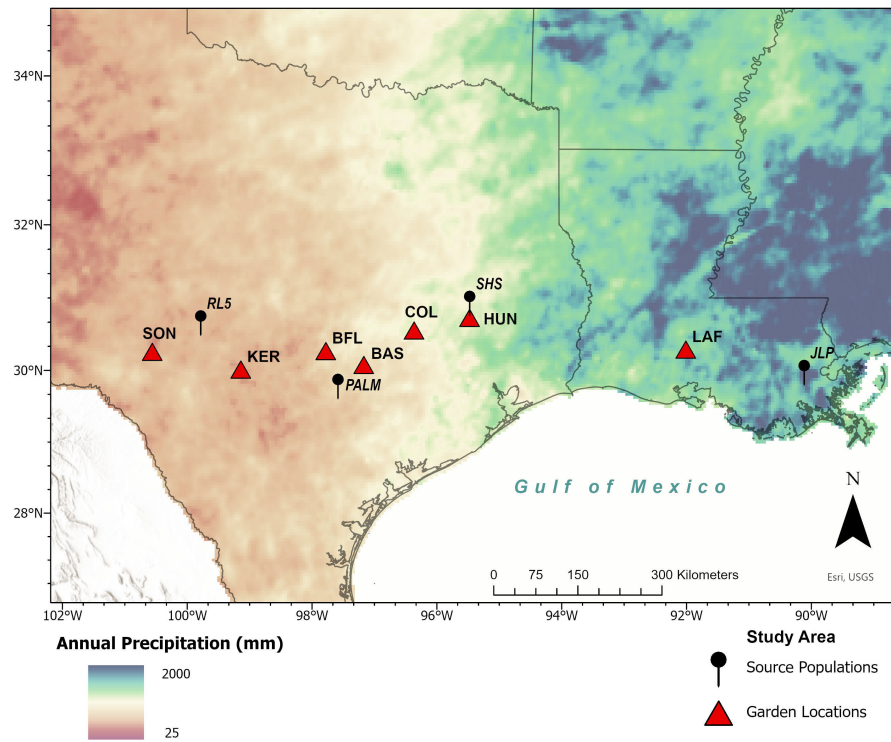 34°N
32°N
SHS
RL5
COL
HUN
SON
BFL
LAF
KER
BAS
JLP
30°N
PALM
N
Gulf of Mexico
28°N
0 75 150 300 Kilometers
Esri, USGS
102°W 100°W 98°W 96°W 94°W 92°W 90°W
Annual Precipitation (mm)
2000
25
Study Area
Source Populations
Garden Locations